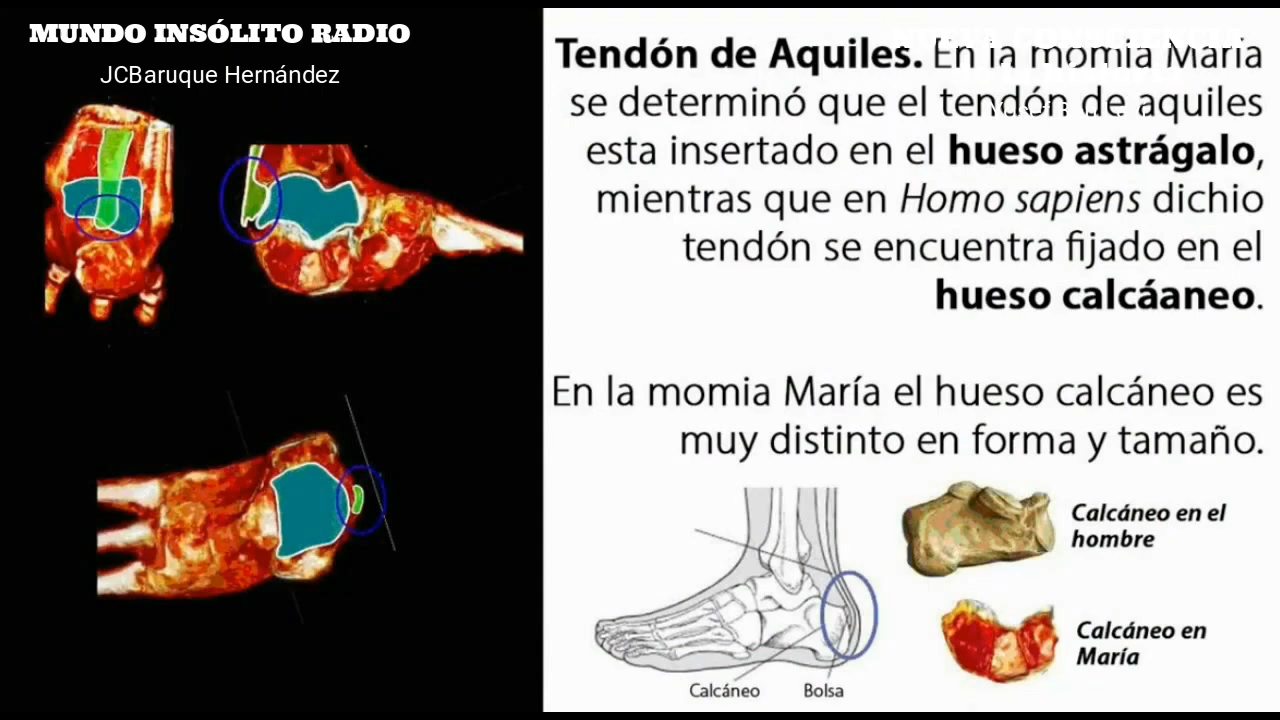 MUNDO INSÓLITO RADIO
JCBaruque Hernández
Tendón de Aquiles. En la momia María
se determinó que el tendón de aquiles
esta insertado en el hueso astrágalo,
mientras que en Homo sapiens dichio
tendón se encuentra fijado en el
hueso calcáaneo.
En la momia María el hueso calcáneo es
muy distinto en forma y tamaño.
Calcáneo en el
hombre
Calcáneo en
María
Calcáneo
Bolsa